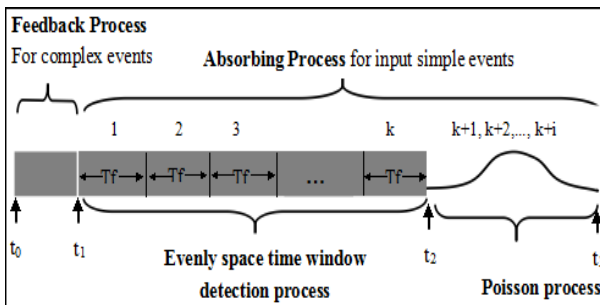 Feedback Process
For complex events
Absorbing Process for input simple events
1 2 3 k k+1, k+2,..., k+i
Tf Tf Tf ... Tf
t0 t1 t2
Evenly space time window
detection process
Poisson process